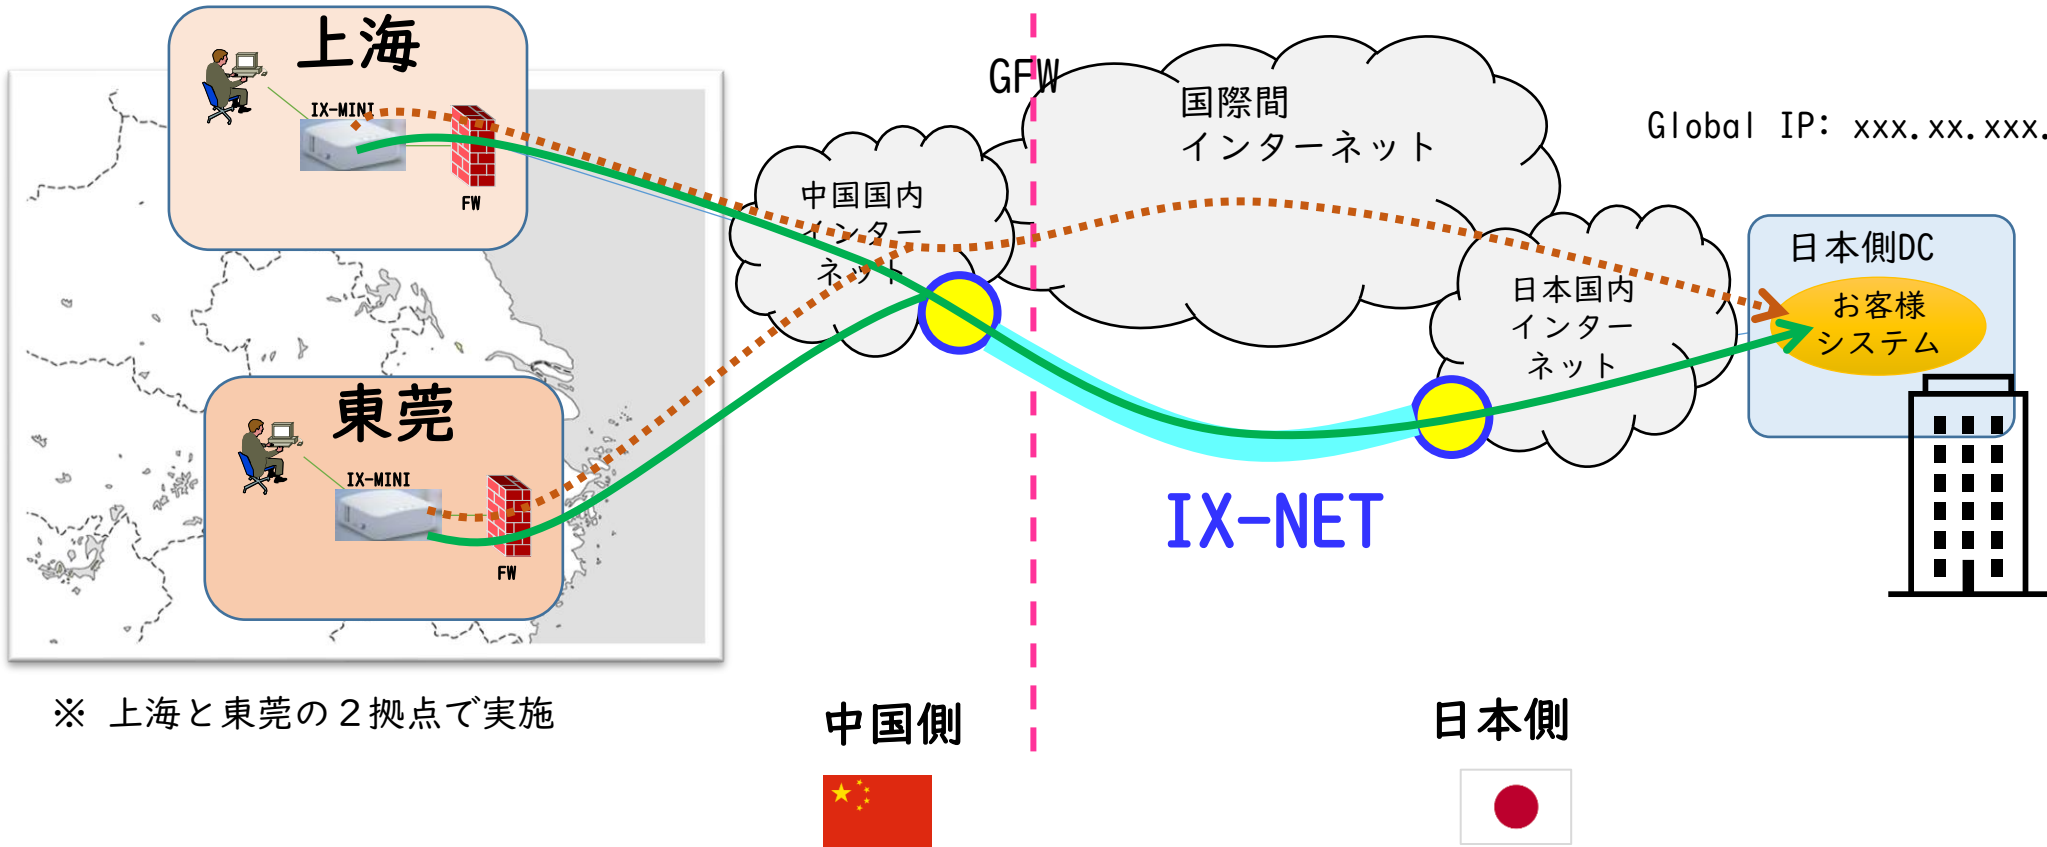 上海
IX-MINI
FW
東莞
IX-MINI
FW
※ 上海と東莞の２拠点で実施
GFW
中国国内
インター
ネット
国際間
インターネット
日本国内
インター
ネット
Global IP: xxx.xx.xxx.
日本側DC
お客様
システム
IX-NET
中国側
日本側